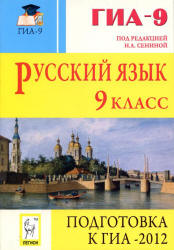 ГИА-9
ГИА-9
ПОД РЕДАКЦИЕЙ
Н.А. СЕНИНОЙ
РУССКИЙ ЯЗЫК
9 КЛАСС
ПОДГОТОВКА
К ГИА -2012
ЛЕГИОН